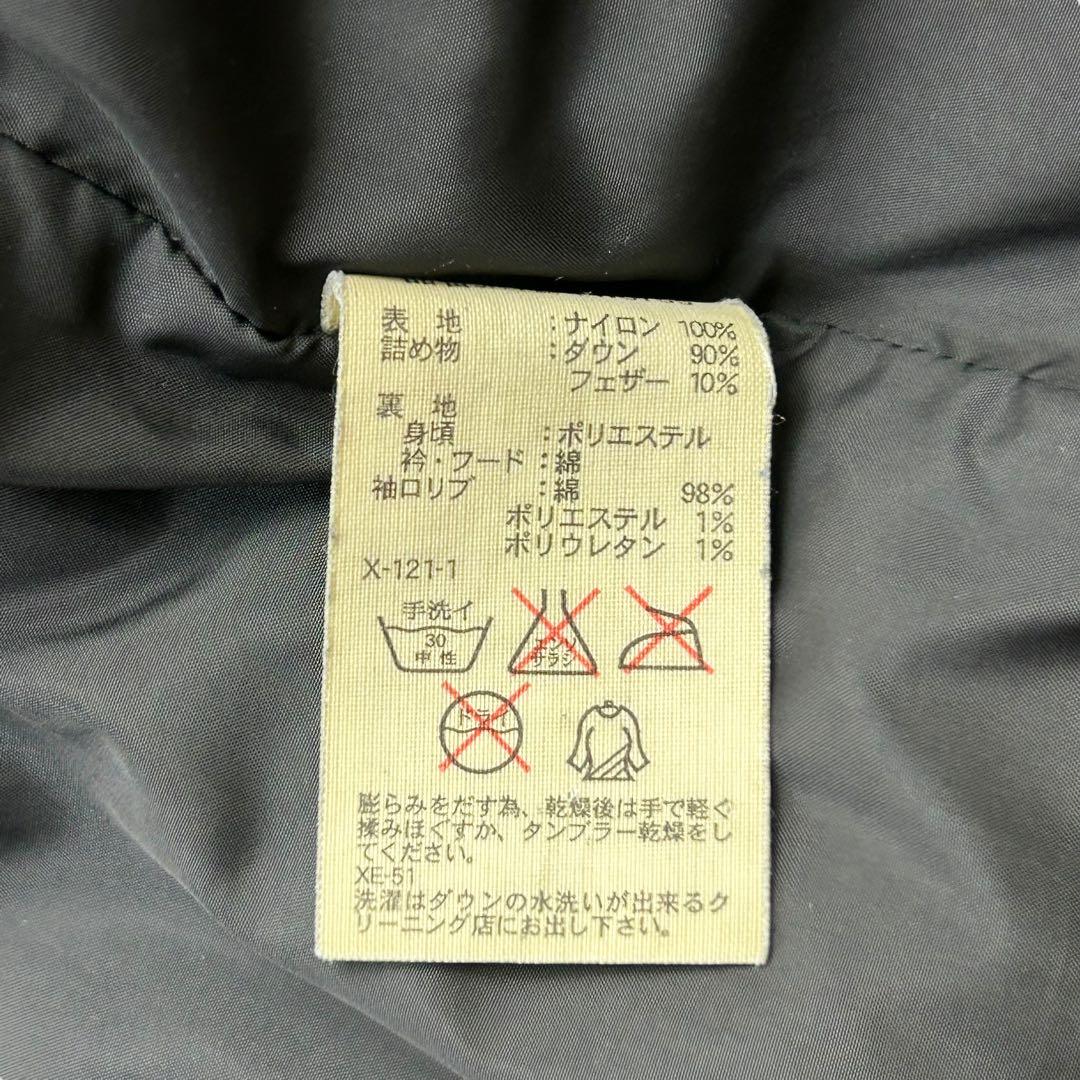 表 地 :ナイロン 100%
詰め物 :ダウン 90%
フェザー 10%
裏 地
身頃 :ポリエステル
衿・フード :綿
袖口リブ :綿 98%
ポリエステル 1%
ポリウレタン 1%
X-121-1
手洗イ
30
中性
エンソ
サラシ
ドライ
膨らみをだす為、乾燥後は手で軽く
揉みほぐすか、タンブラー乾燥をし
てください。
XE-51
洗濯はダウンの水洗いが出来るク
リーニング店にお出し下さい。